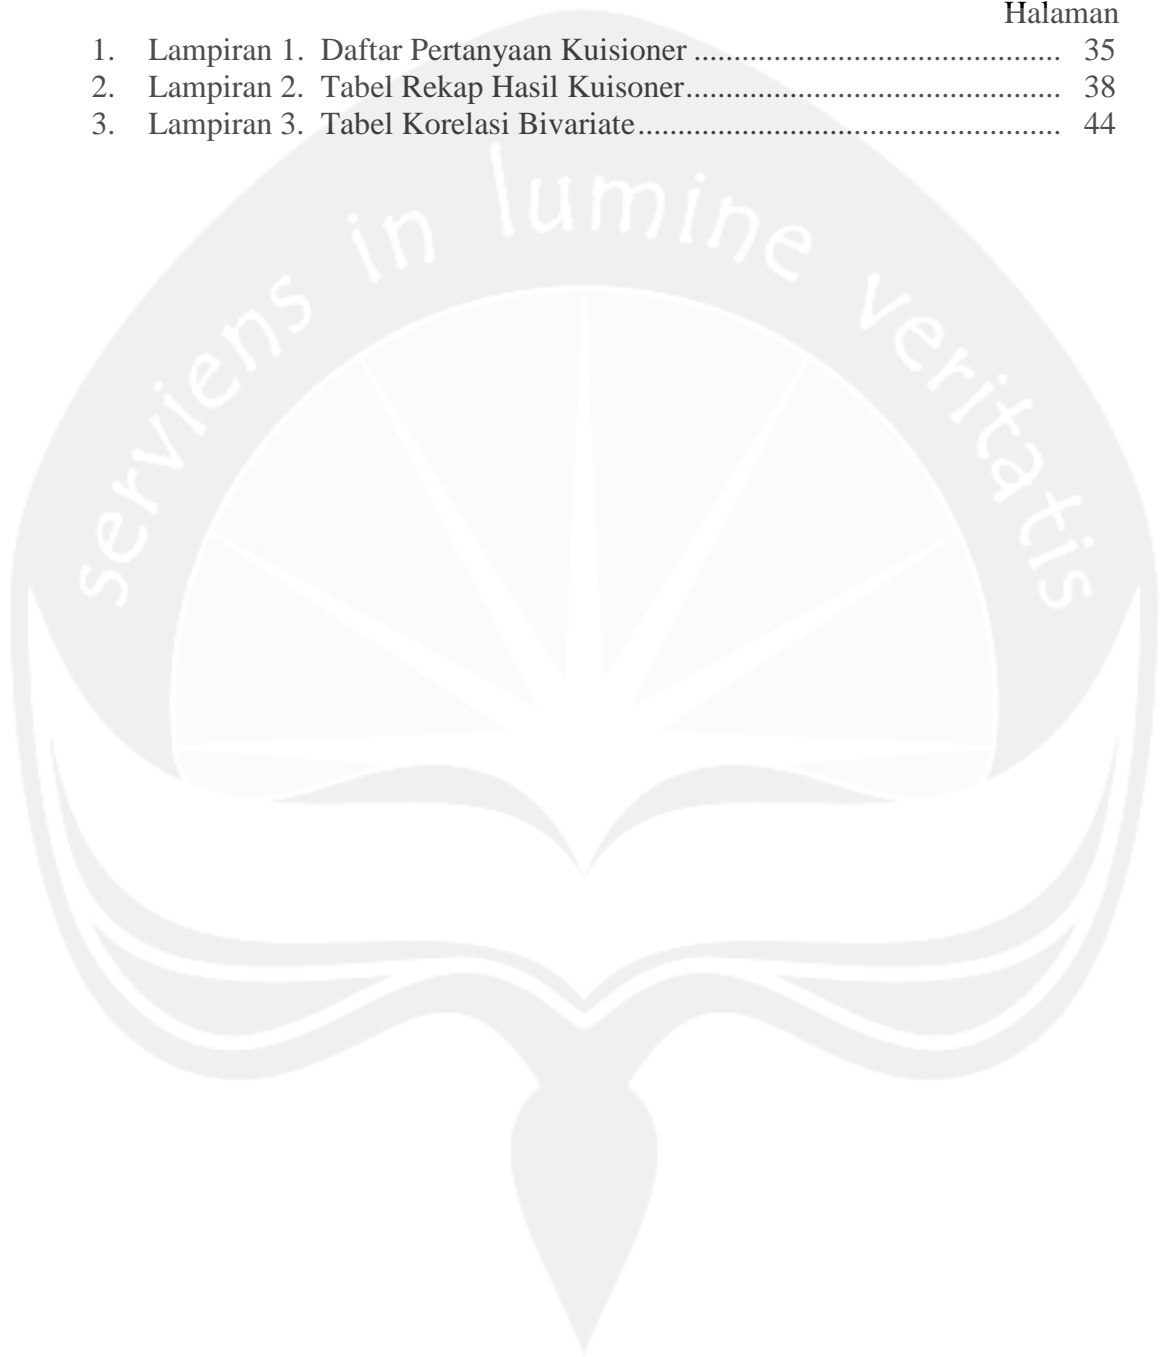 Halaman
1. Lampiran 1. Daftar Pertanyaan Kuisioner .............................................. 35
2. Lampiran 2. Tabel Rekap Hasil Kuisoner............................................... 38
3. Lampiran 3. Tabel Korelasi Bivariate..................................................... 44
serviens in lumine veritatis